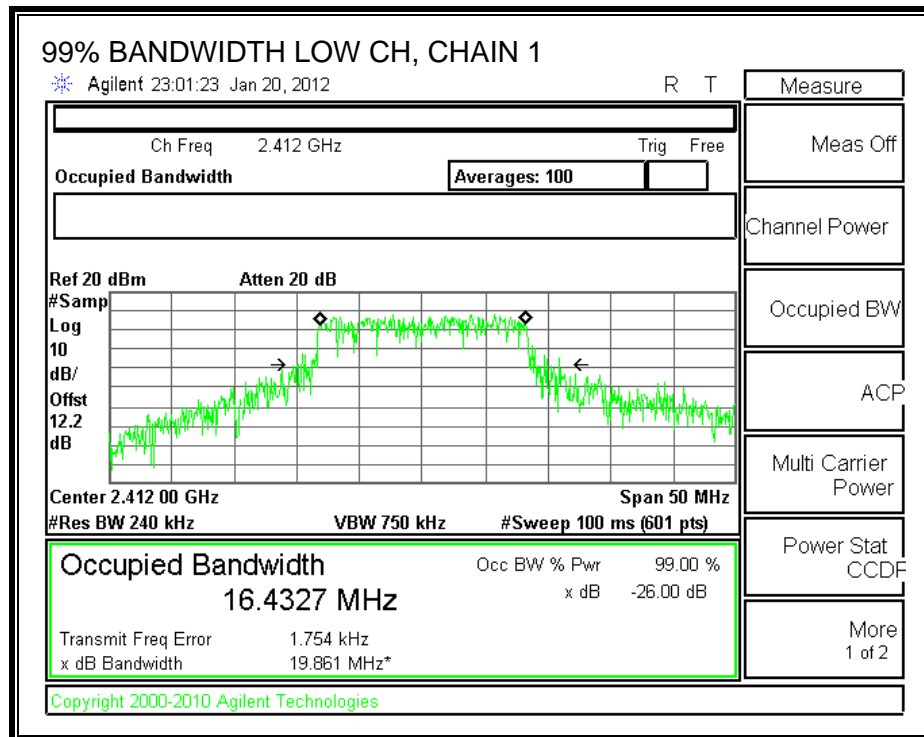 99% BANDWIDTH LOW CH, CHAIN 1
Agilent 23:01:23 Jan 20, 2012 R T
Measure
Ch Freq 2.412 GHz Trig Free
Meas Off
Occupied Bandwidth Averages: 100
Channel Power
Ref 20 dBm Atten 20 dB
#Samp
Log
10
dB/
Offst
12.2
dB
Occupied BW
ACP
Multi Carrier
Power
Center 2.412 00 GHz Span 50 MHz
#Res BW 240 kHz VBW 750 kHz #Sweep 100 ms (601 pts)
Power Stat
CCDF
Occupied Bandwidth Occ BW % Pwr 99.00 %
16.4327 MHz x dB -26.00 dB
Transmit Freq Error 1.754 kHz
x dB Bandwidth 19.861 MHz*
More
1 of 2
Copyright 2000-2010 Agilent Technologies